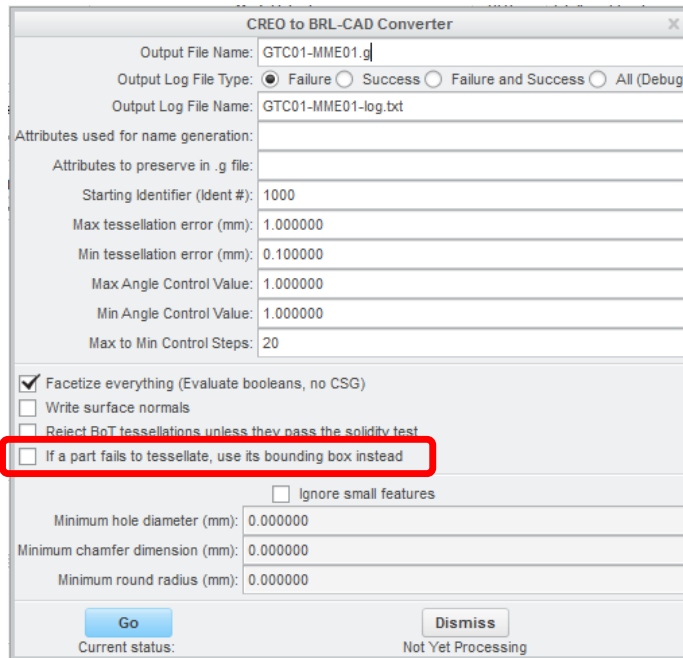 CREO to BRL-CAD Converter
Output File Name: GTC01-MME01.g
Output Log File Type: Failure Success Failure and Success All (Debug
Output Log File Name: GTC01-MME01-log.txt
Attributes used for name generation:
Attributes to preserve in .g file:
Starting Identifier (Ident #): 1000
Max tessellation error (mm): 1.000000
Min tessellation error (mm): 0.100000
Max Angle Control Value: 1.000000
Min Angle Control Value: 1.000000
Max to Min Control Steps: 20
Facetize everything (Evaluate booleans, no CSG)
Write surface normals
Reject BoT tessellations unless they pass the solidity test
If a part fails to tessellate, use its bounding box instead
Ignore small features
Minimum hole diameter (mm): 0.000000
Minimum chamfer dimension (mm): 0.000000
Minimum round radius (mm): 0.000000
Go Dismiss
Current status: Not Yet Processing